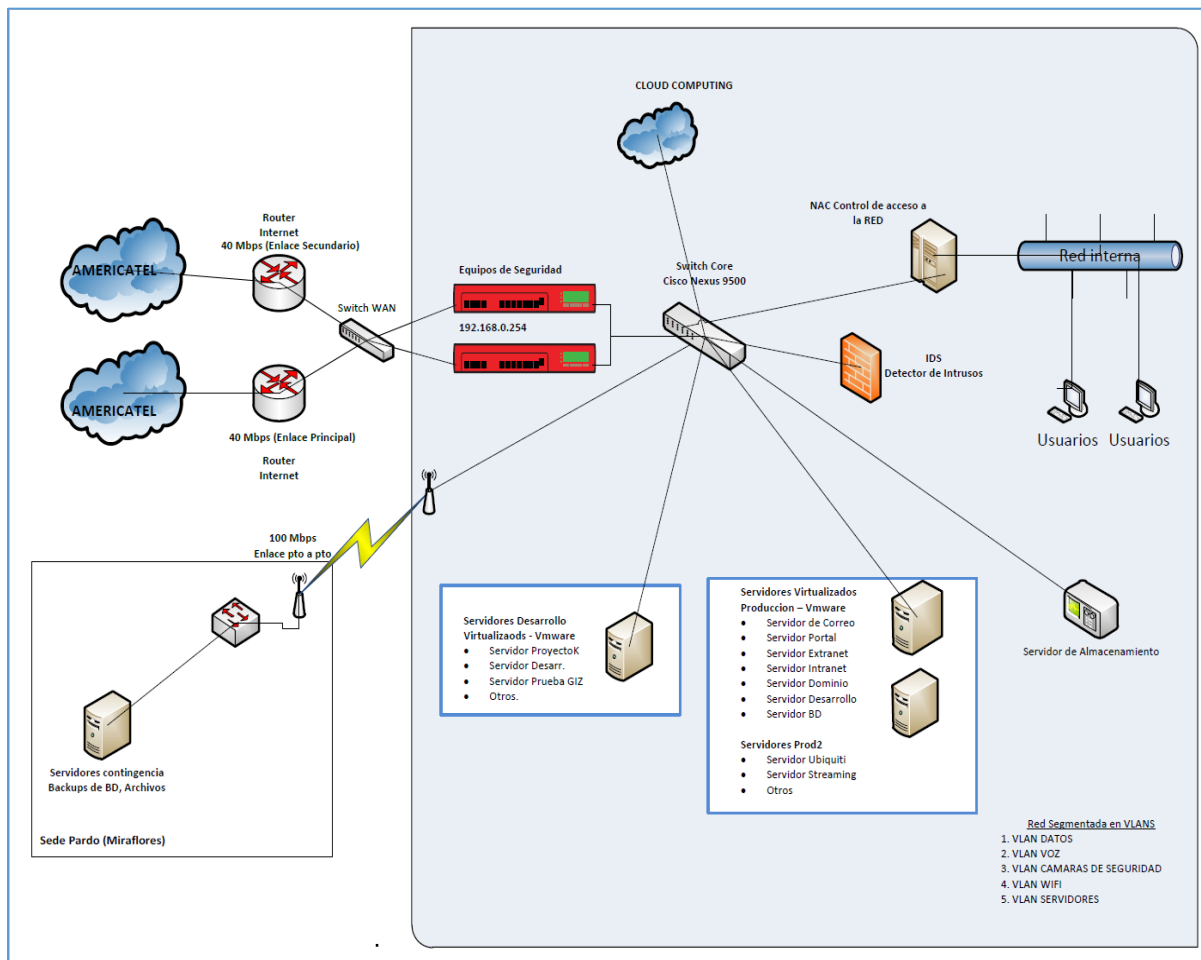 CLOUD COMPUTING
NAC Control de acceso a
la RED
Router
Internet
40 Mbps (Enlace Secundario)
AMERICATEL
Equipos de Seguridad
Switch Core
Cisco Nexus 9500
Red interna
Switch WAN
192.168.0.254
IDS
Detector de Intrusos
AMERICATEL
40 Mbps (Enlace Principal)
Router
Internet
Usuarios
Usuarios
100 Mbps
Enlace pto a pto
Servidores contingencia
Backups de BD, Archivos
Sede Pardo (Miraflores)
Servidores Desarrollo
Virtualizaods - Vmware
• Servidor ProyectoK
• Servidor Desarr.
• Servidor Prueba GIZ
• Otros.
Servidores Virtualizados
Produccion – Vmware
• Servidor de Correo
• Servidor Portal
• Servidor Extranet
• Servidor Intranet
• Servidor Dominio
• Servidor Desarrollo
• Servidor BD
Servidores Prod2
• Servidor Ubiquiti
• Servidor Streaming
• Otros
Servidor de Almacenamiento
Red Segmentada en VLANS
1. VLAN DATOS
2. VLAN VOZ
3. VLAN CAMARAS DE SEGURIDAD
4. VLAN WIFI
5. VLAN SERVIDORES
.